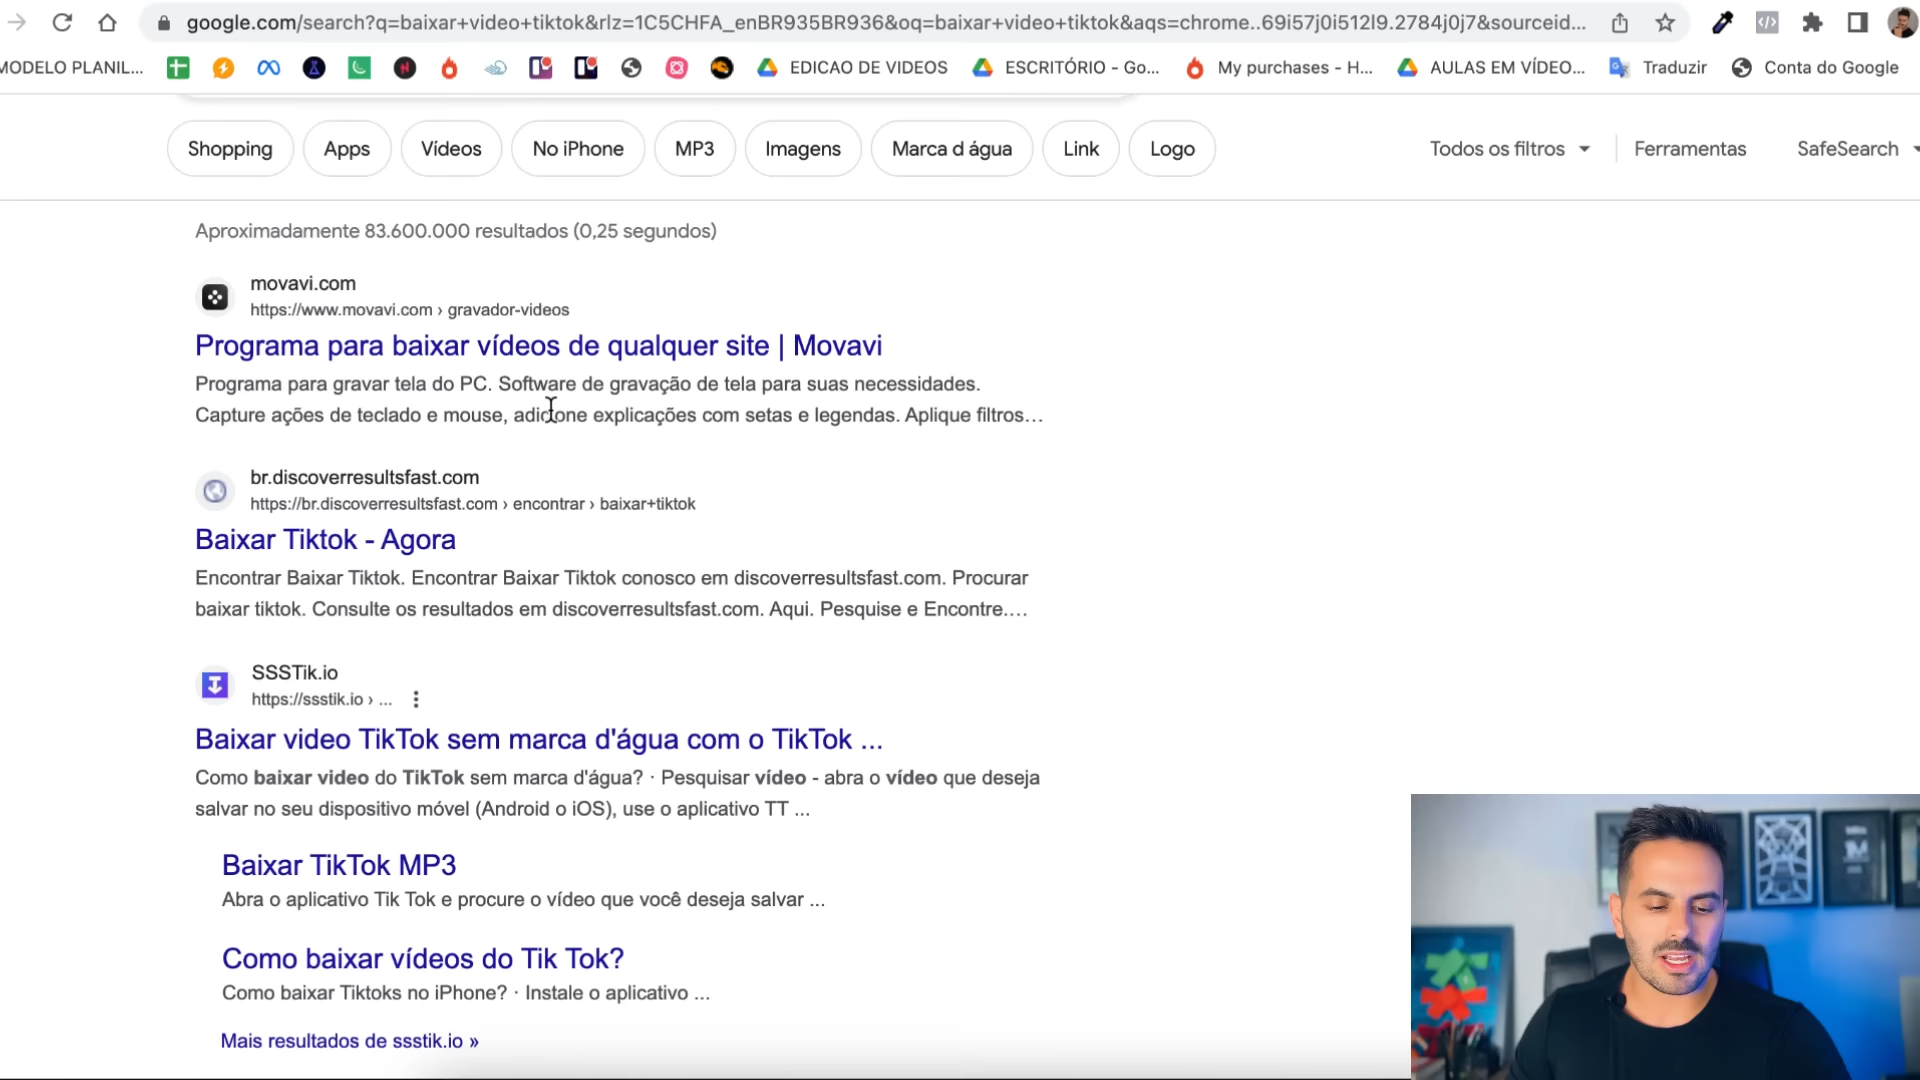 google.com/search?q=baixar+video+tiktok&rlz=1C5CHFA_enBR935BR936&oq=baixar+video+tiktok&aqs=chrome..69i57j0i512l9.2784j0j7&sourceid...
MODELO PLANIL... EDICAO DE VIDEOS ESCRITÓRIO - Go... My purchases - H... AULAS EM VÍDEO... Traduzir Conta do Google
Shopping Apps Vídeos No iPhone MP3 Imagens Marca d água Link Logo Todos os filtros Ferramentas SafeSearch
Aproximadamente 83.600.000 resultados (0,25 segundos)
movavi.com
https://www.movavi.com › gravador-videos
Programa para baixar vídeos de qualquer site | Movavi
Programa para gravar tela do PC. Software de gravação de tela para suas necessidades.
Capture ações de teclado e mouse, adicione explicações com setas e legendas. Aplique filtros...
br.discoverresultsfast.com
https://br.discoverresultsfast.com › encontrar › baixar+tiktok
Baixar Tiktok - Agora
Encontrar Baixar Tiktok. Encontrar Baixar Tiktok conosco em discoverresultsfast.com. Procurar
baixar tiktok. Consulte os resultados em discoverresultsfast.com. Aqui. Pesquise e Encontre....
SSSTik.io
https://ssstik.io › ...
Baixar video TikTok sem marca d'água com o TikTok ...
Como baixar video do TikTok sem marca d'água? · Pesquisar vídeo - abra o vídeo que deseja
salvar no seu dispositivo móvel (Android o iOS), use o aplicativo TT ...
Baixar TikTok MP3
Abra o aplicativo Tik Tok e procure o vídeo que você deseja salvar ...
Como baixar vídeos do Tik Tok?
Como baixar Tiktoks no iPhone? · Instale o aplicativo ...
Mais resultados de ssstik.io »